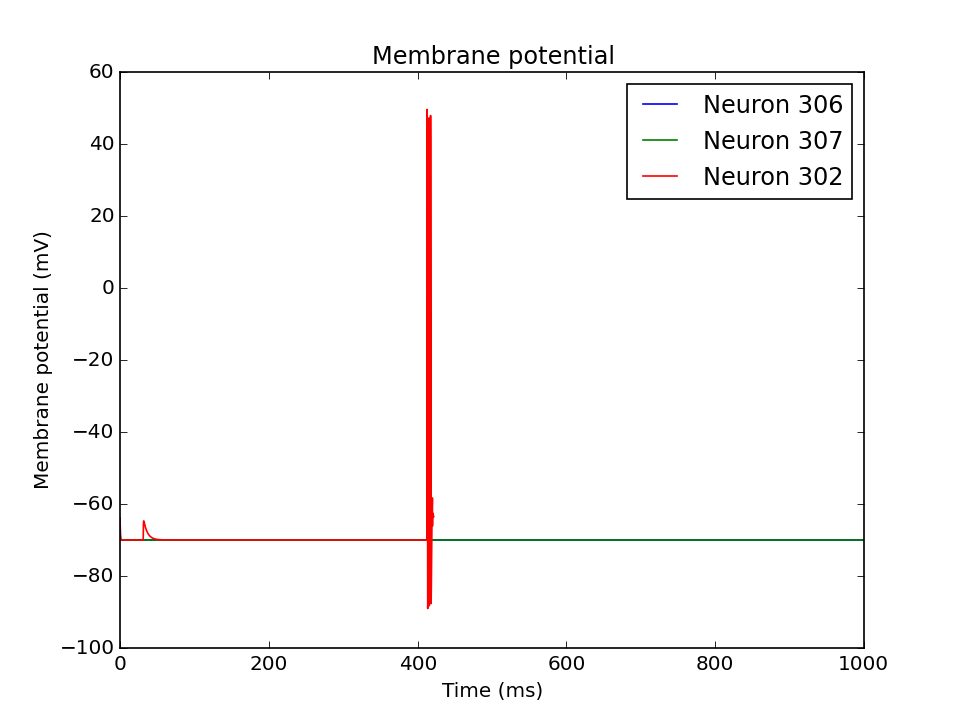 Membrane potential
60
40
20
0
−20
−40
−60
−80
−100
Membrane potential (mV)
Neuron 306
Neuron 307
Neuron 302
0 200 400 600 800 1000
Time (ms)